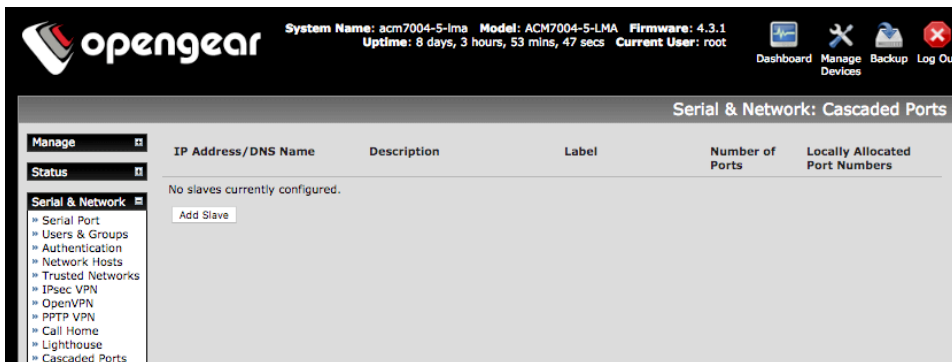 opengear
System Name: acm7004-5-lma Model: ACM7004-5-LMA Firmware: 4.3.1
Uptime: 8 days, 3 hours, 53 mins, 47 secs Current User: root
Dashboard
Manage Devices
Backup
Log Ou
Serial & Network: Cascaded Ports
Manage
Status
Serial & Network
» Serial Port
» Users & Groups
» Authentication
» Network Hosts
» Trusted Networks
» IPsec VPN
» OpenVPN
» PPTP VPN
» Call Home
» Lighthouse
» Cascaded Ports
IP Address/DNS Name Description Label Number of Ports Locally Allocated Port Numbers
No slaves currently configured.
Add Slave